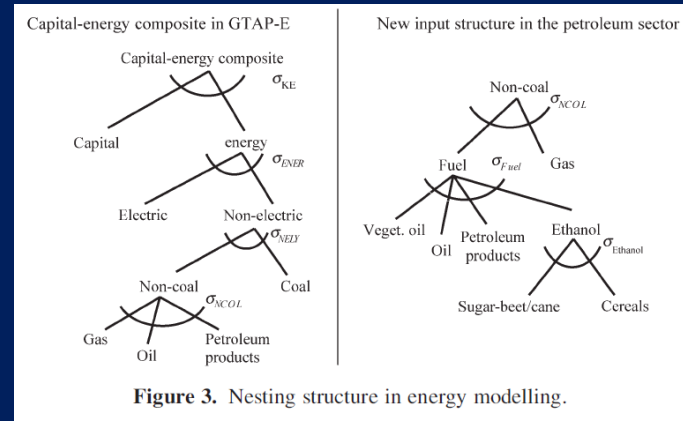 Capital-energy composite in GTAP-E
Capital-energy composite
σKE
Capital
energy
σENER
Electric
Non-electric
σNELY
Non-coal
Coal
σNCOL
Gas
Oil
Petroleum
products
New input structure in the petroleum sector
Non-coal
σNCOL
Fuel
σFuel
Gas
Veget. oil
Oil
Petroleum
products
Ethanol
σEthanol
Sugar-beet/cane
Cereals
Figure 3. Nesting structure in energy modelling.